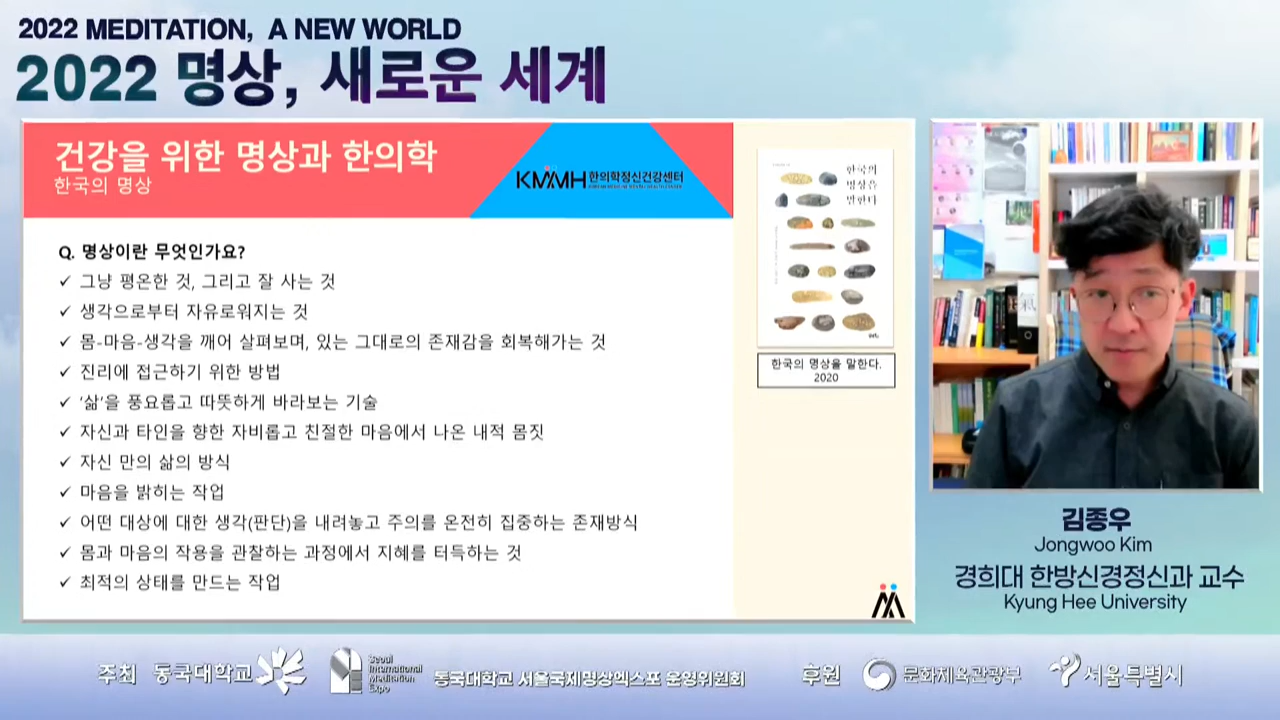 2022 MEDITATION, A NEW WORLD
2022 명상, 새로운 세계
건강을 위한 명상과 한의학
한국의 명상
KMMH 한의학정신건강센터
Q. 명상이란 무엇인가요?
✓ 그냥 평온한 것, 그리고 잘 사는 것
✓ 생각으로부터 자유로워지는 것
✓ 몸-마음-생각을 깨어 살펴보며, 있는 그대로의 존재감을 회복해가는 것
✓ 진리에 접근하기 위한 방법
✓ ‘삶’을 풍요롭고 따뜻하게 바라보는 기술
✓ 자신과 타인을 향한 자비롭고 친절한 마음에서 나온 내적 몸짓
✓ 자신 만의 삶의 방식
✓ 마음을 밝히는 작업
✓ 어떤 대상에 대한 생각(판단)을 내려놓고 주의를 온전히 집중하는 존재방식
✓ 몸과 마음의 작용을 관찰하는 과정에서 지혜를 터득하는 것
✓ 최적의 상태를 만드는 작업
한국의
명상을
말한다
한국의 명상을 말한다.
2020
氣
김종우
Jongwoo Kim
경희대 한방신경정신과 교수
Kyung Hee University
주최 동국대학교
Seoul
International
Meditation
Expo
동국대학교 서울국제명상엑스포 운영위원회
후원 문화체육관광부 서울특별시